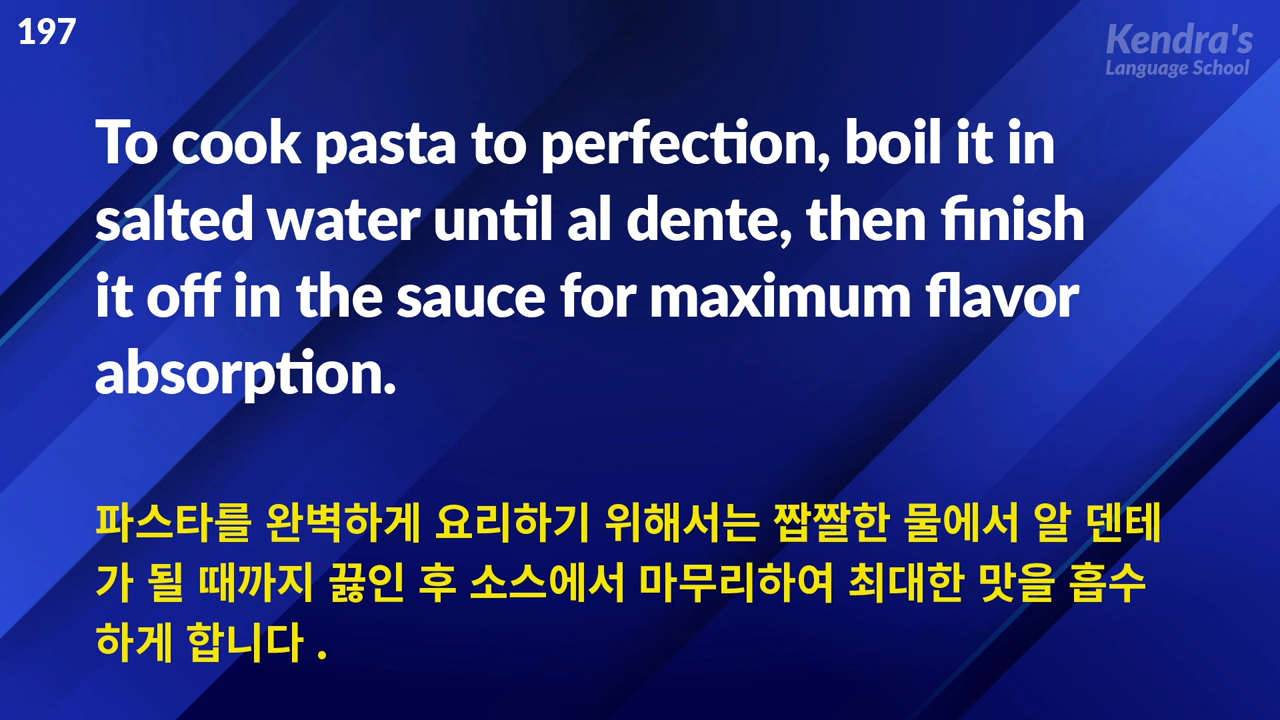 197
Kendra's
Language School
To cook pasta to perfection, boil it in
salted water until al dente, then finish
it off in the sauce for maximum flavor
absorption.
파스타를 완벽하게 요리하기 위해서는 짭짤한 물에서 알 덴테
가 될 때까지 끓인 후 소스에서 마무리하여 최대한 맛을 흡수
하게 합니다 .